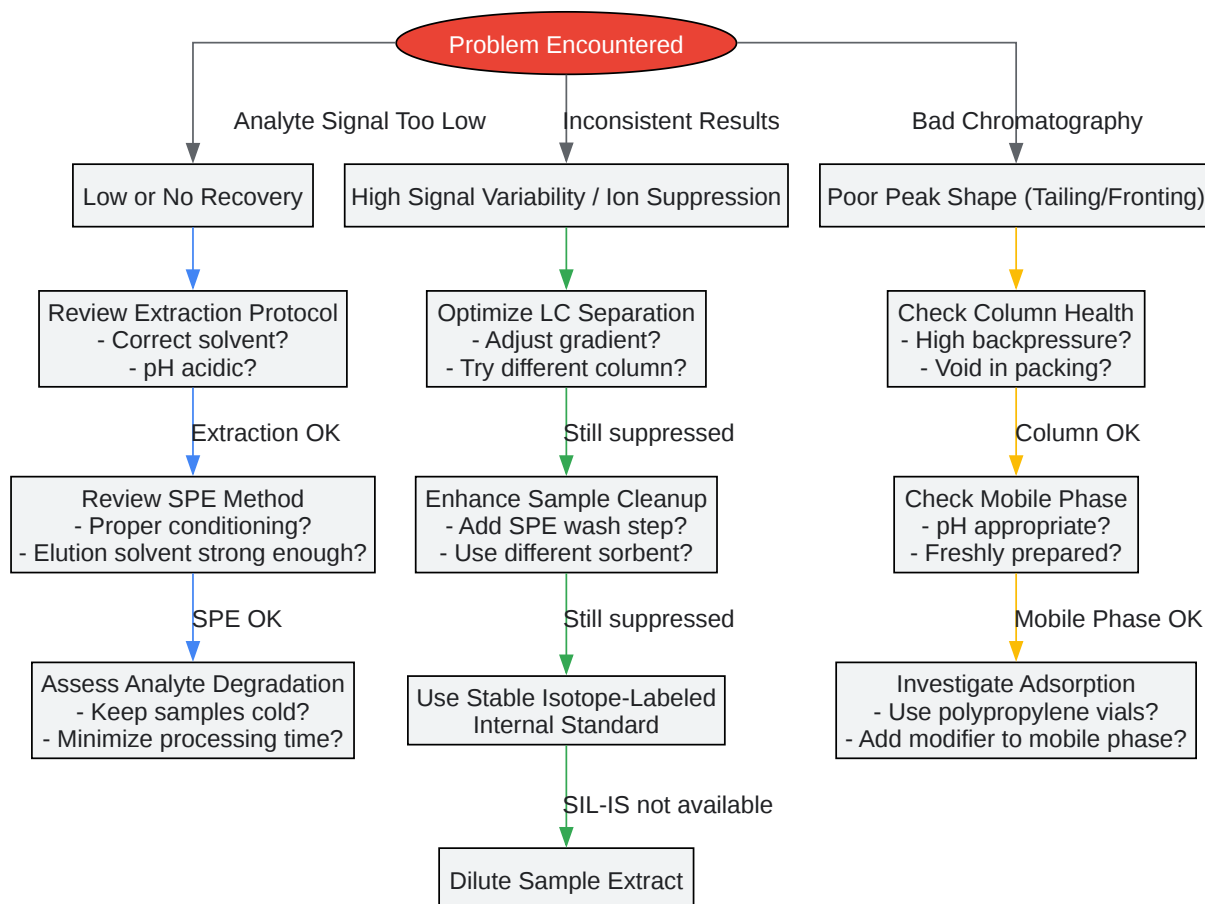 Problem Encountered
Analyte Signal Too Low
Inconsistent Results
Bad Chromatography
Low or No Recovery
High Signal Variability / Ion Suppression
Poor Peak Shape (Tailing/Fronting)
Review Extraction Protocol
- Correct solvent?
- pH acidic?
Optimize LC Separation
- Adjust gradient?
- Try different column?
Check Column Health
- High backpressure?
- Void in packing?
Extraction OK
Still suppressed
Column OK
Review SPE Method
- Proper conditioning?
- Elution solvent strong enough?
Enhance Sample Cleanup
- Add SPE wash step?
- Use different sorbent?
Check Mobile Phase
- pH appropriate?
- Freshly prepared?
SPE OK
Still suppressed
Mobile Phase OK
Assess Analyte Degradation
- Keep samples cold?
- Minimize processing time?
Use Stable Isotope-Labeled
Internal Standard
Investigate Adsorption
- Use polypropylene vials?
- Add modifier to mobile phase?
SIL-IS not available
Dilute Sample Extract